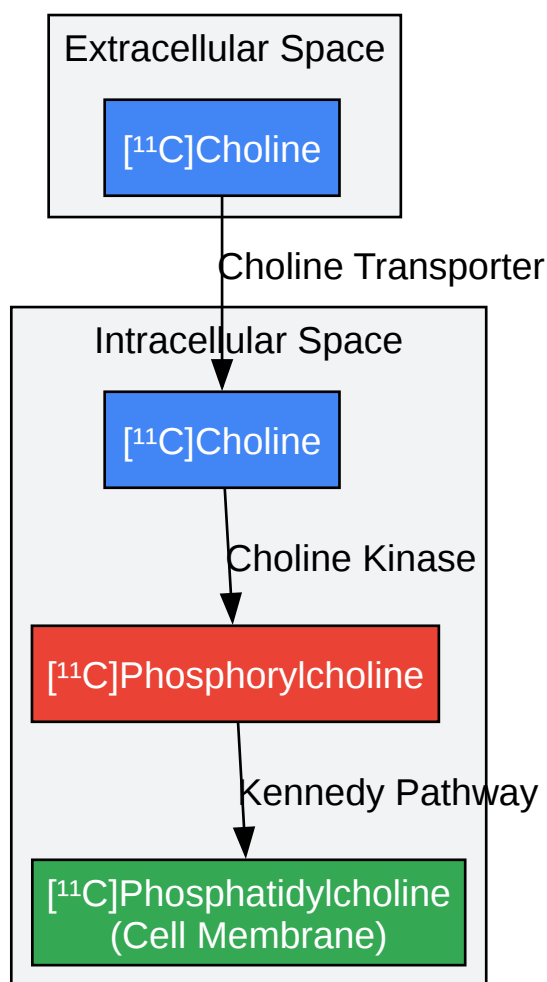 Extracellular Space
[¹¹C]Choline
Choline Transporter
Intracellular Space
[¹¹C]Choline
Choline Kinase
[¹¹C]Phosphorylcholine
Kennedy Pathway
[¹¹C]Phosphatidylcholine
(Cell Membrane)